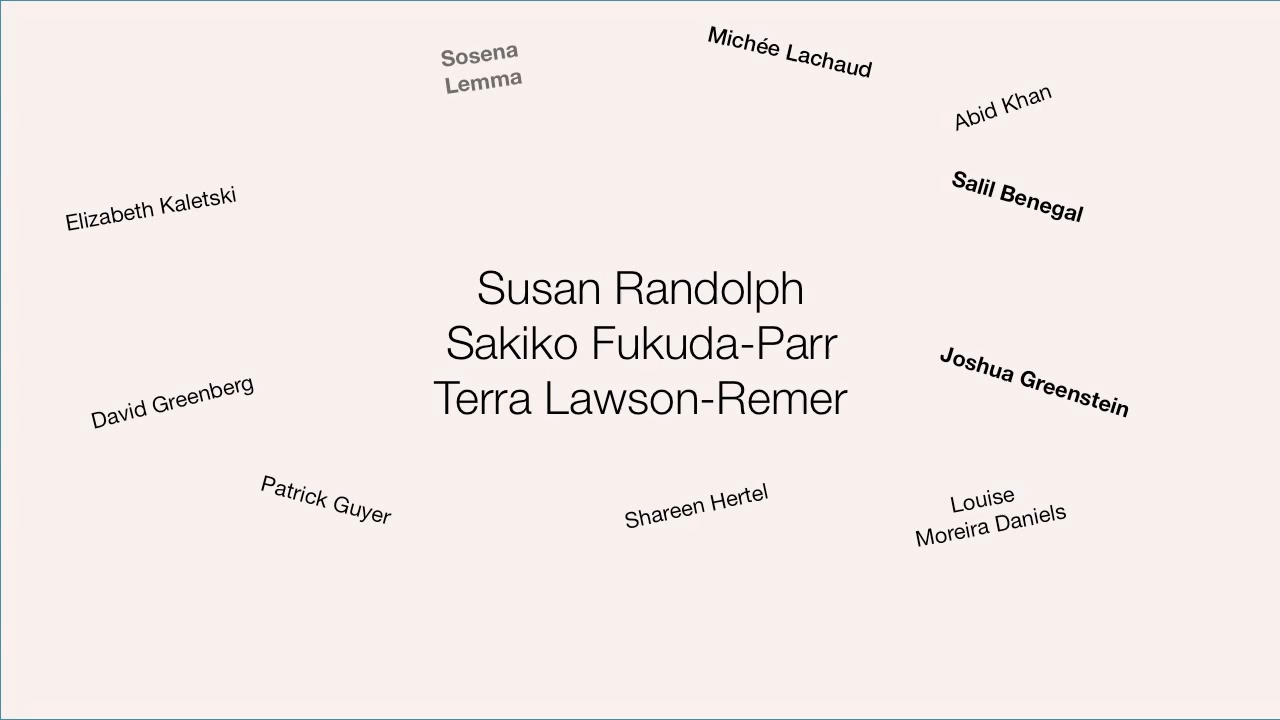 Sosena
Lemma
Michée Lachaud
Abid Khan
Elizabeth Kaletski
Salil Benegal
Susan Randolph
Sakiko Fukuda-Parr
Terra Lawson-Remer
Joshua Greenstein
David Greenberg
Patrick Guyer
Shareen Hertel
Louise
Moreira Daniels